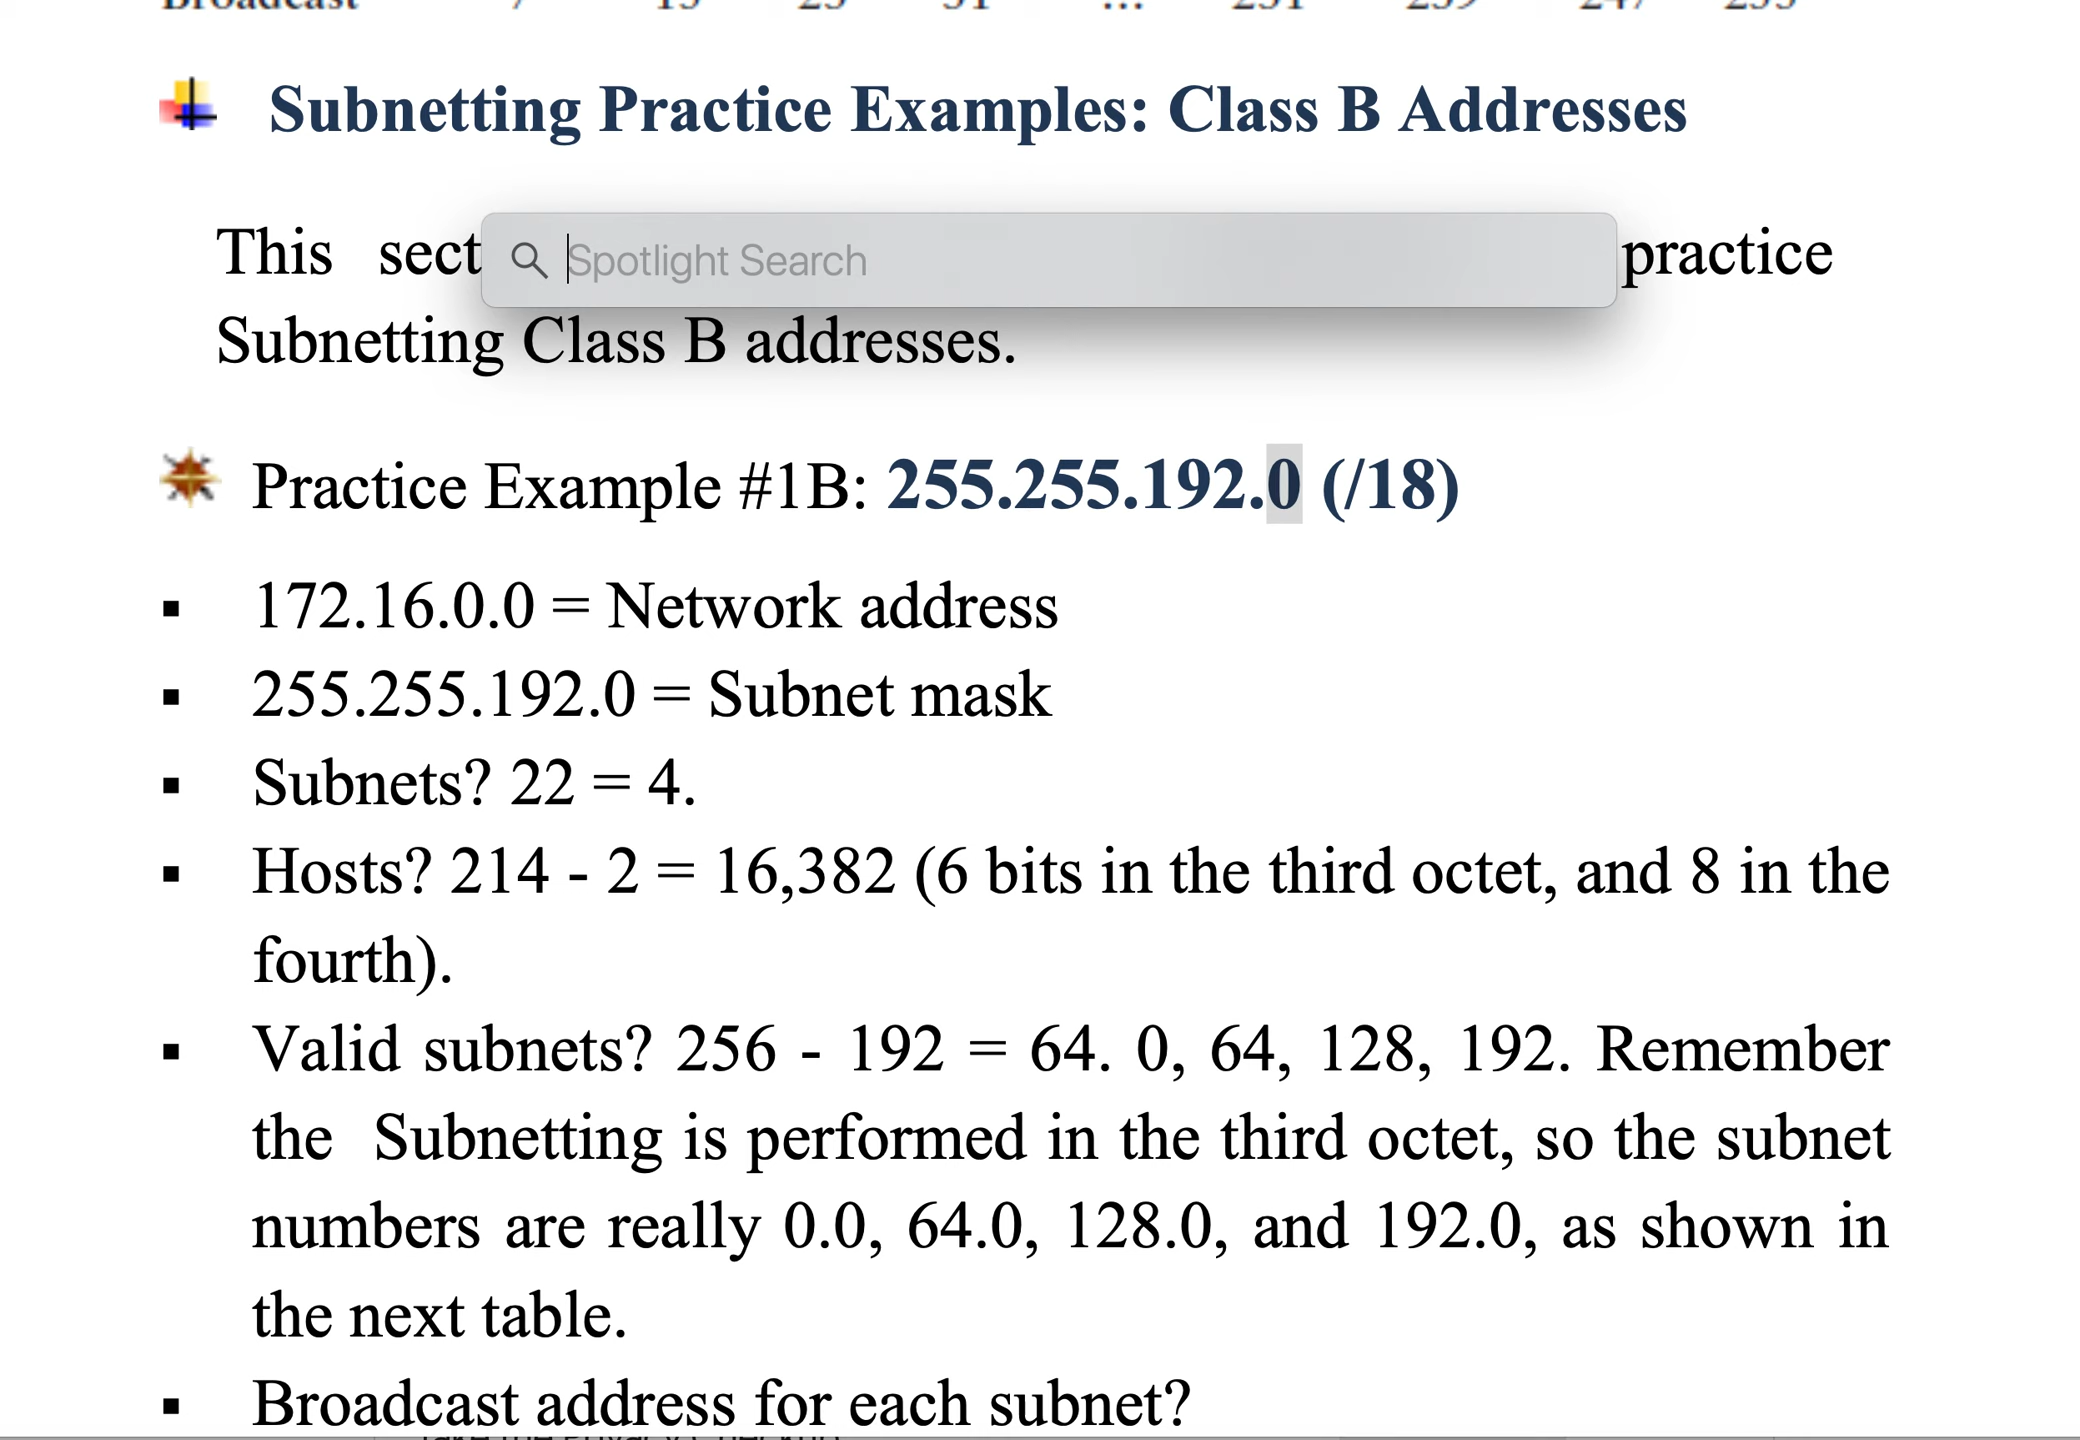 Subnetting Practice Examples: Class B Addresses
This sect
Spotlight Search
practice
Subnetting Class B addresses.
Practice Example #1B: 255.255.192.0 (/18)
▪ 172.16.0.0 = Network address
▪ 255.255.192.0 = Subnet mask
▪ Subnets? 22 = 4.
▪ Hosts? 214 - 2 = 16,382 (6 bits in the third octet, and 8 in the
fourth).
▪ Valid subnets? 256 - 192 = 64. 0, 64, 128, 192. Remember
the Subnetting is performed in the third octet, so the subnet
numbers are really 0.0, 64.0, 128.0, and 192.0, as shown in
the next table.
▪ Broadcast address for each subnet?